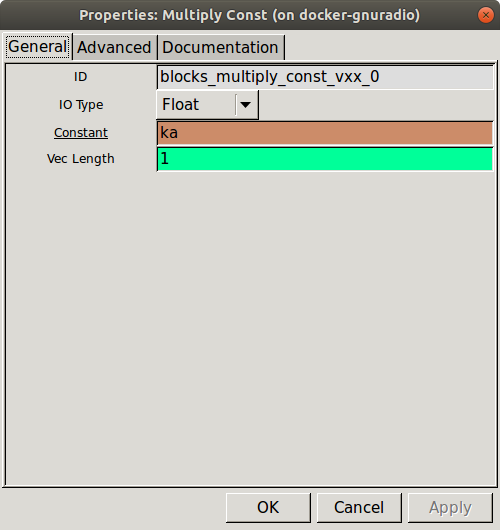 Properties: Multiply Const (on docker-gnuradio)
General Advanced Documentation
ID blocks_multiply_const_vxx_0
IO Type Float
Constant ka
Vec Length 1
OK Cancel Apply